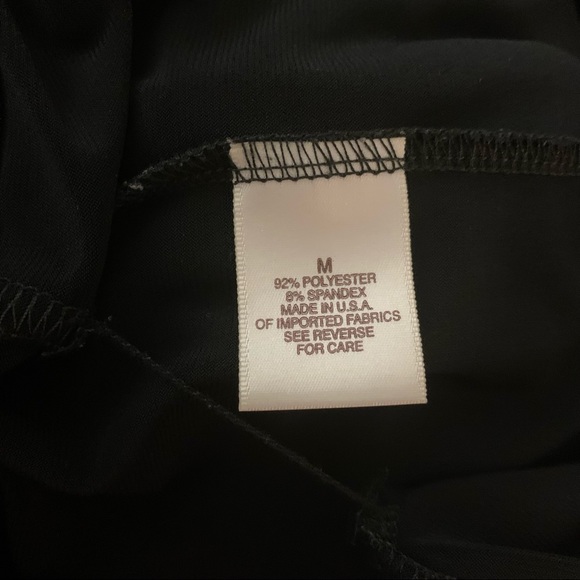 M
92% POLYESTER
8% SPANDEX
MADE IN U.S.A.
OF IMPORTED FABRICS
SEE REVERSE
FOR CARE